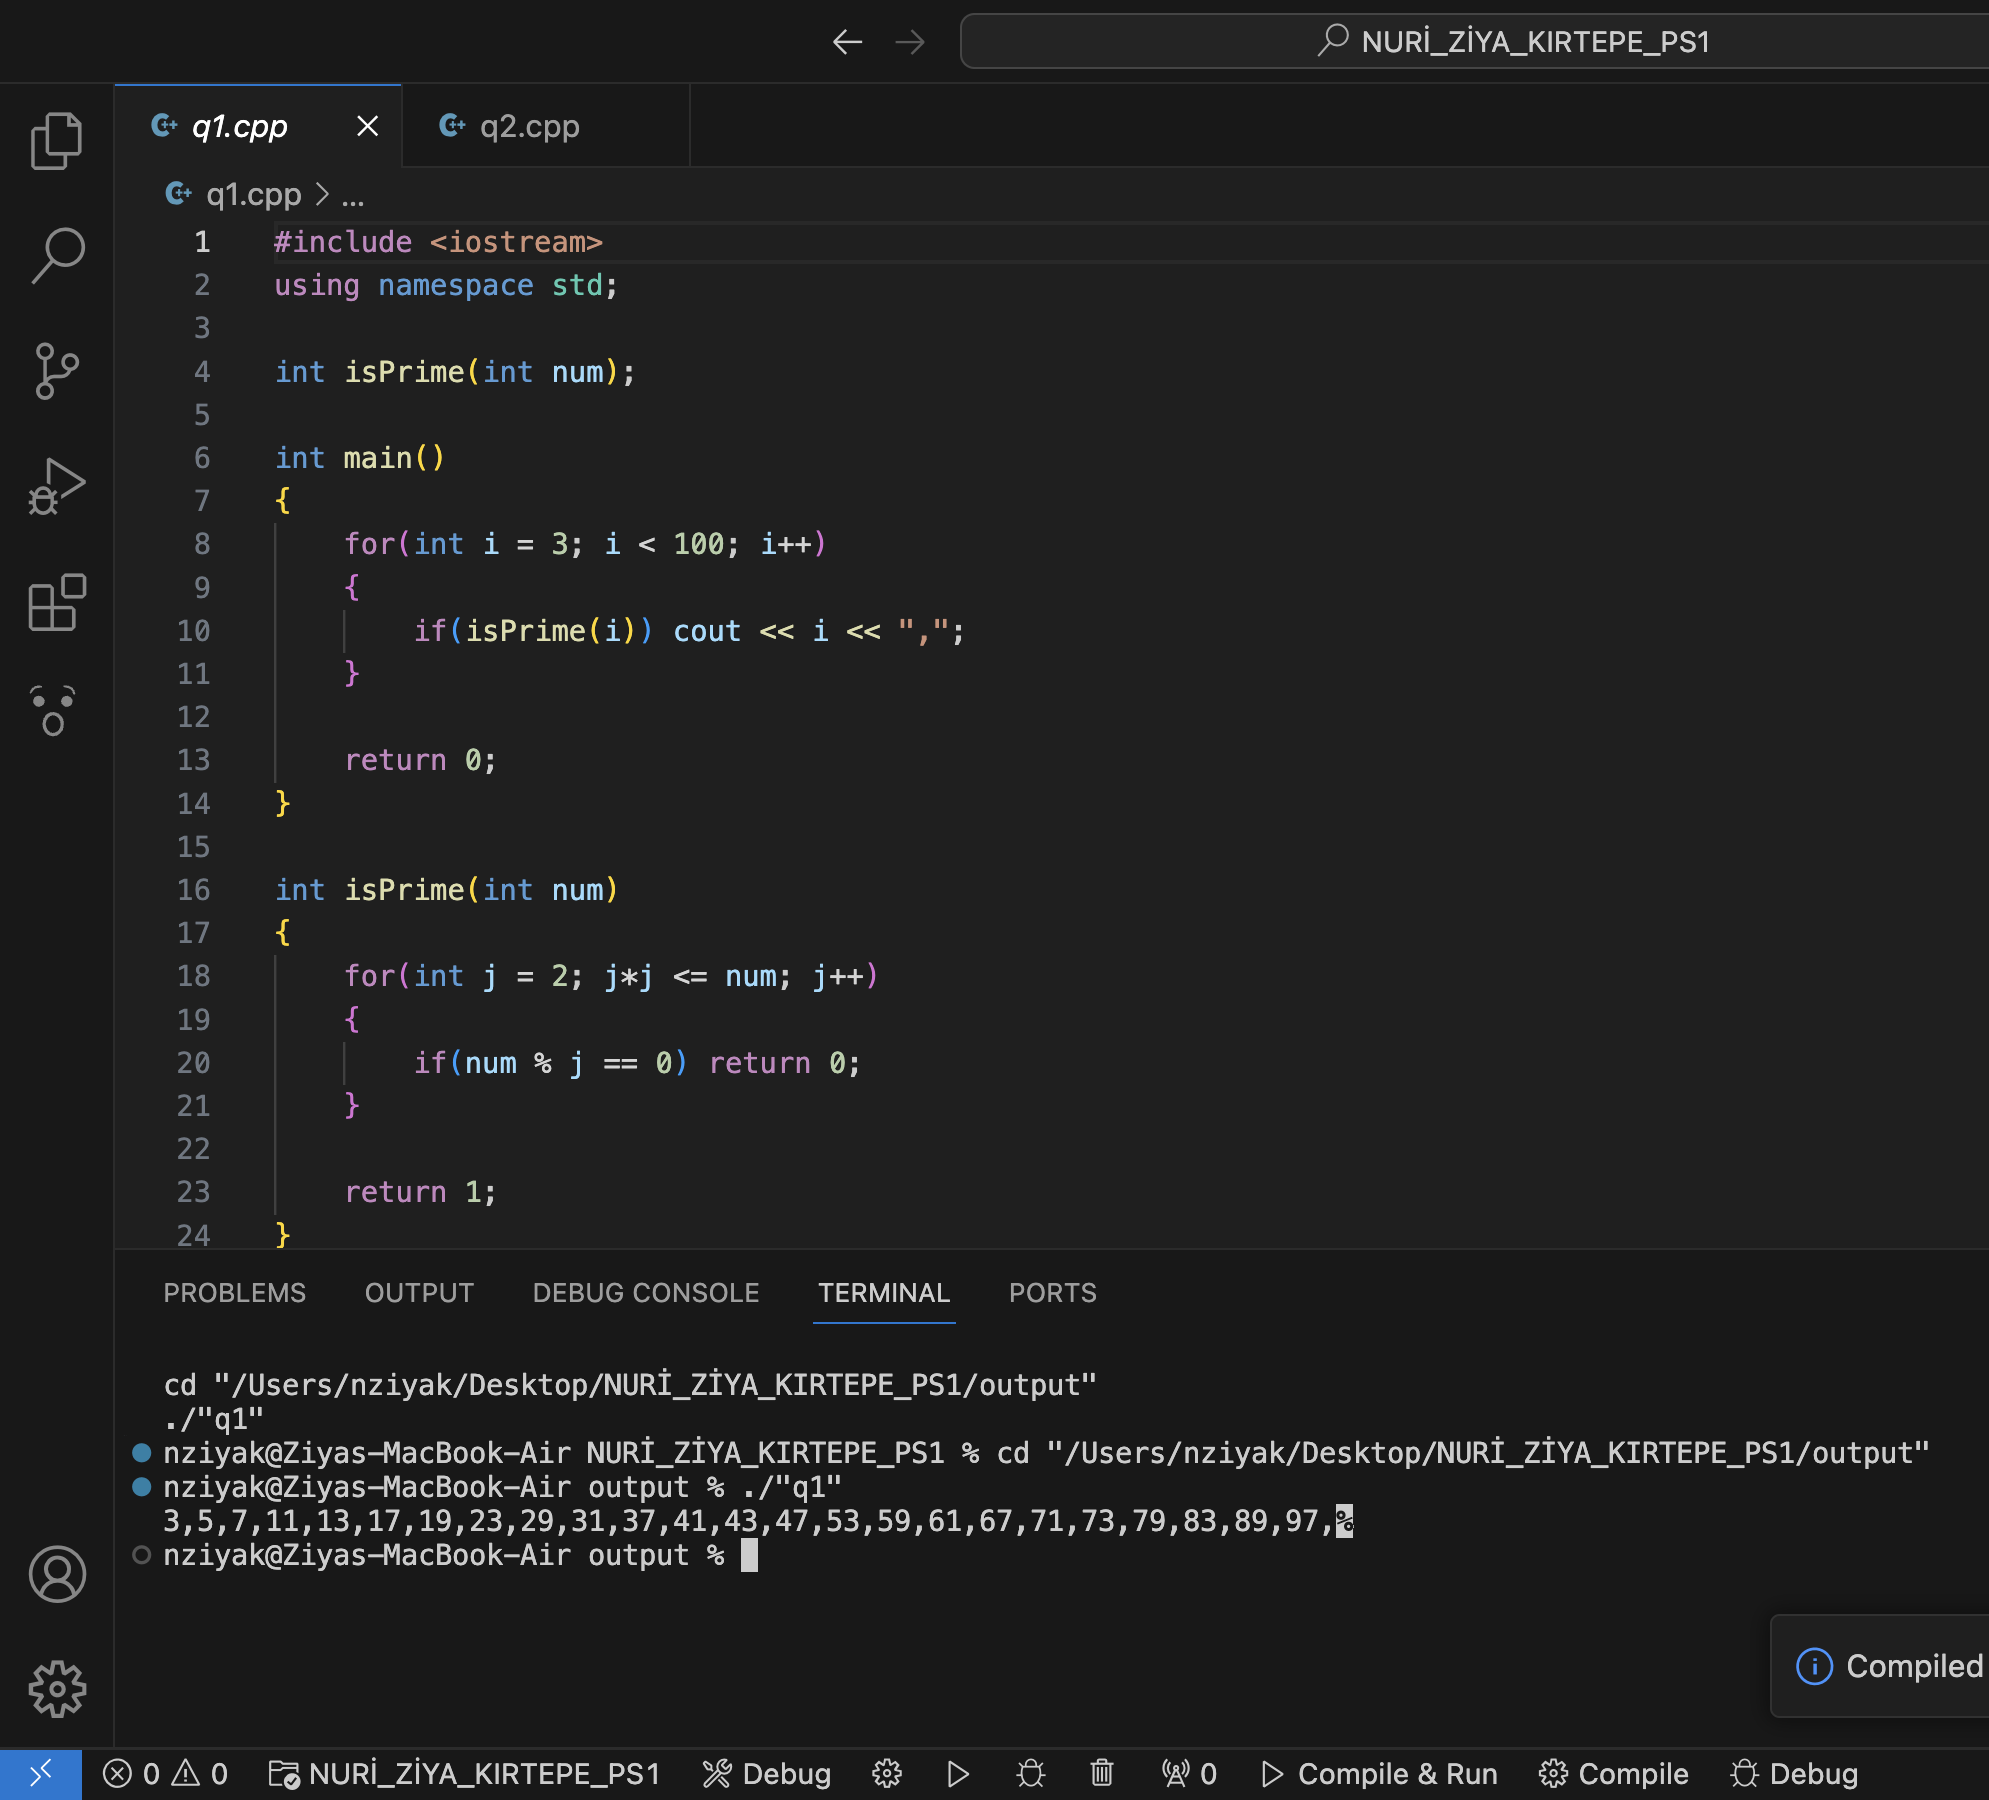 NURİ_ZİYA_KIRTEPE_PS1
q1.cpp
q2.cpp
q1.cpp > ...
1 #include <iostream>
2 using namespace std;
3
4 int isPrime(int num);
5
6 int main()
7 {
8 for(int i = 3; i < 100; i++)
9 {
10 if(isPrime(i)) cout << i << ",";
11 }
12
13 return 0;
14 }
15
16 int isPrime(int num)
17 {
18 for(int j = 2; j*j <= num; j++)
19 {
20 if(num % j == 0) return 0;
21 }
22
23 return 1;
24 }
PROBLEMS OUTPUT DEBUG CONSOLE TERMINAL PORTS
cd "/Users/nziyak/Desktop/NURİ_ZİYA_KIRTEPE_PS1/output"
./"q1"
nziyak@Ziyas-MacBook-Air NURİ_ZİYA_KIRTEPE_PS1 % cd "/Users/nziyak/Desktop/NURİ_ZİYA_KIRTEPE_PS1/output"
nziyak@Ziyas-MacBook-Air output % ./"q1"
3,5,7,11,13,17,19,23,29,31,37,41,43,47,53,59,61,67,71,73,79,83,89,97,%
nziyak@Ziyas-MacBook-Air output %
Compiled
0 0 NURİ_ZİYA_KIRTEPE_PS1 Debug 0 Compile & Run Compile Debug